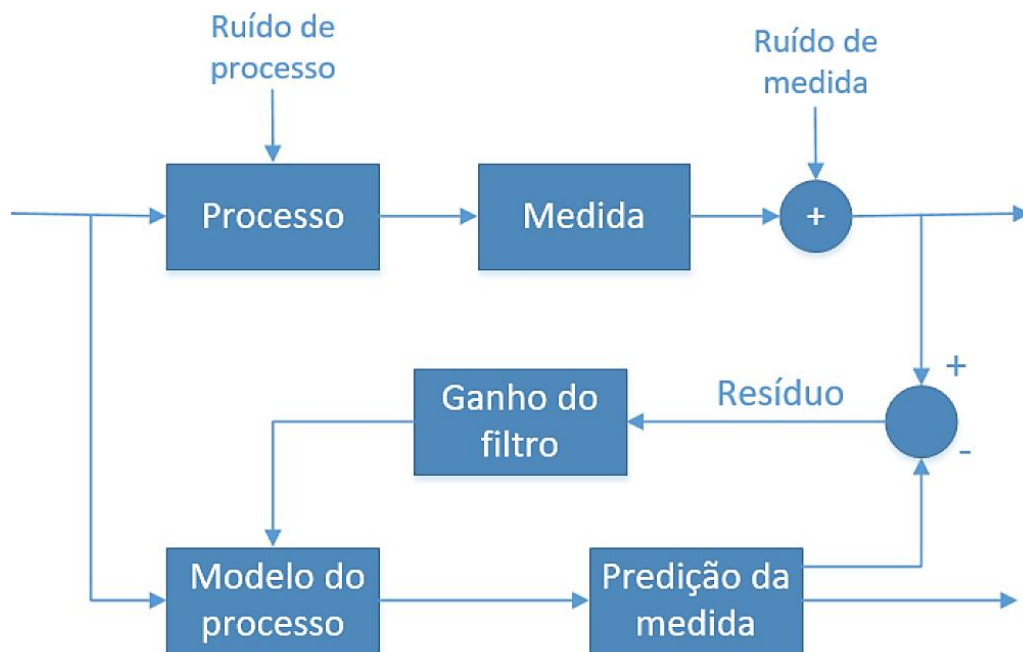 Ruído de
processo
Ruído de
medida
Processo
Medida
+
+
Resíduo
Ganho do
filtro
-
Modelo do
processo
Predição da
medida